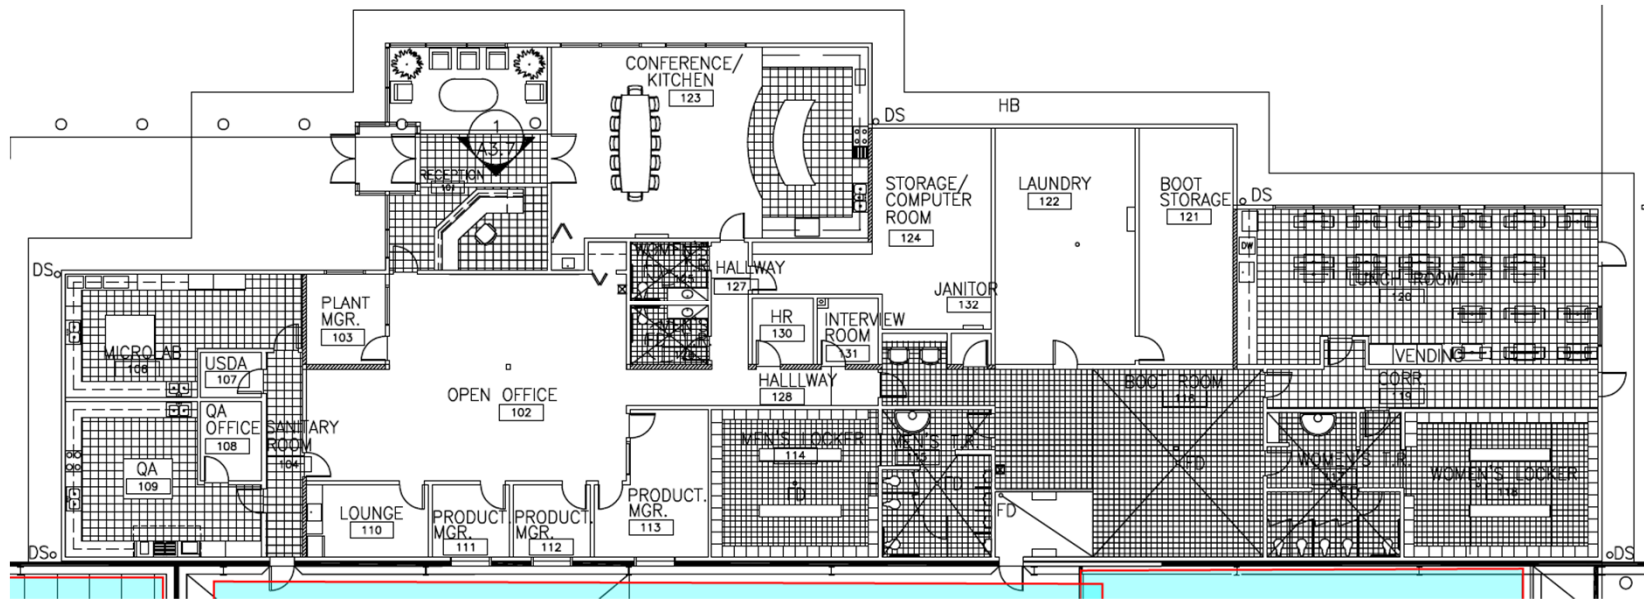 CONFERENCE/
KITCHEN
123
HB
DS
1
A3.7
RECEPTION
101
STORAGE/
COMPUTER
ROOM
124
LAUNDRY
122
BOOT
STORAGE
121
DS
DW
LUNCH ROOM
120
WOMEN'S
HALLWAY
127
DS
JANITOR
132
PLANT
MGR.
103
HR
130
INTERVIEW
ROOM
131
MICROLAB
USDA
107
VENDING
OPEN OFFICE
102
HALLLWAY
128
CORR.
119
QA
OFFICE
108
SANITARY
ROOM
104
MEN'S LOCKER
114
MEN'S T.R.
FD
WOMEN'S T.R.
WOMEN'S LOCKER
QA
109
FD
FD
LOUNGE
110
PRODUCT.
MGR.
111
PRODUCT.
MGR.
112
PRODUCT.
MGR.
113
FD
DS
DS